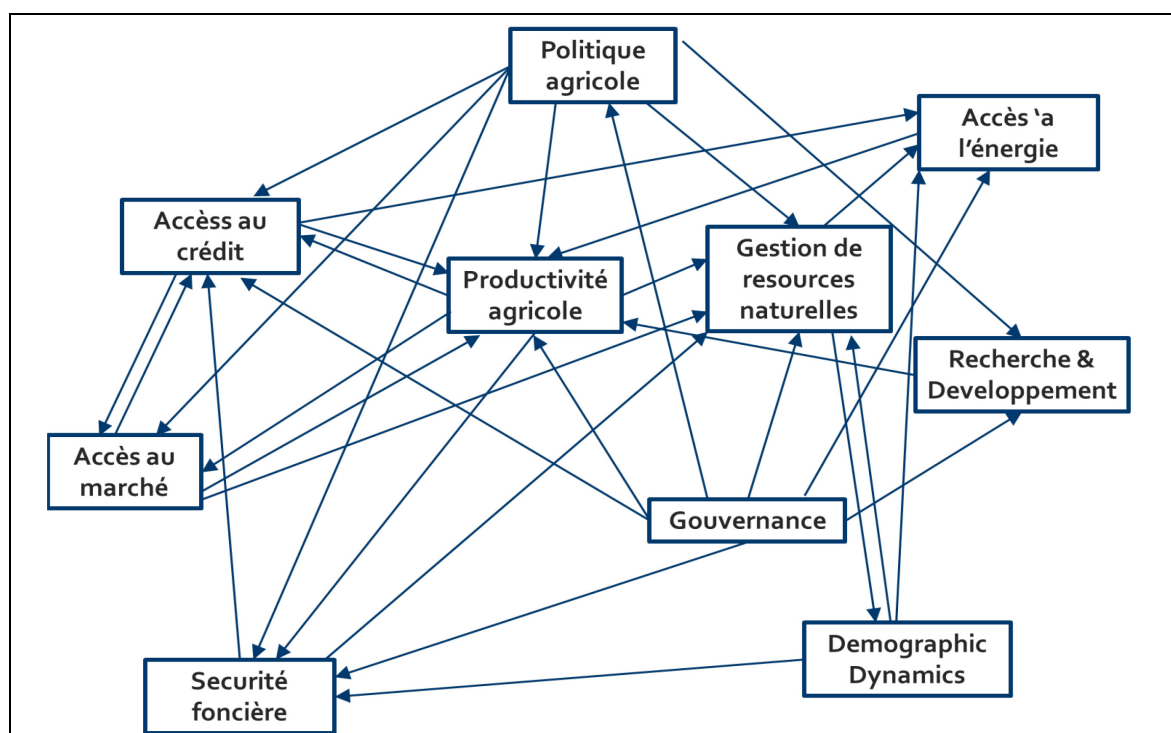 Politique
agricole
Accès ‘a
l’énergie
Accèss au
crédit
Gestion de
resources
naturelles
Productivité
agricole
Recherche &
Developpement
Accès au
marché
Gouvernance
Demographic
Dynamics
Securité
foncière